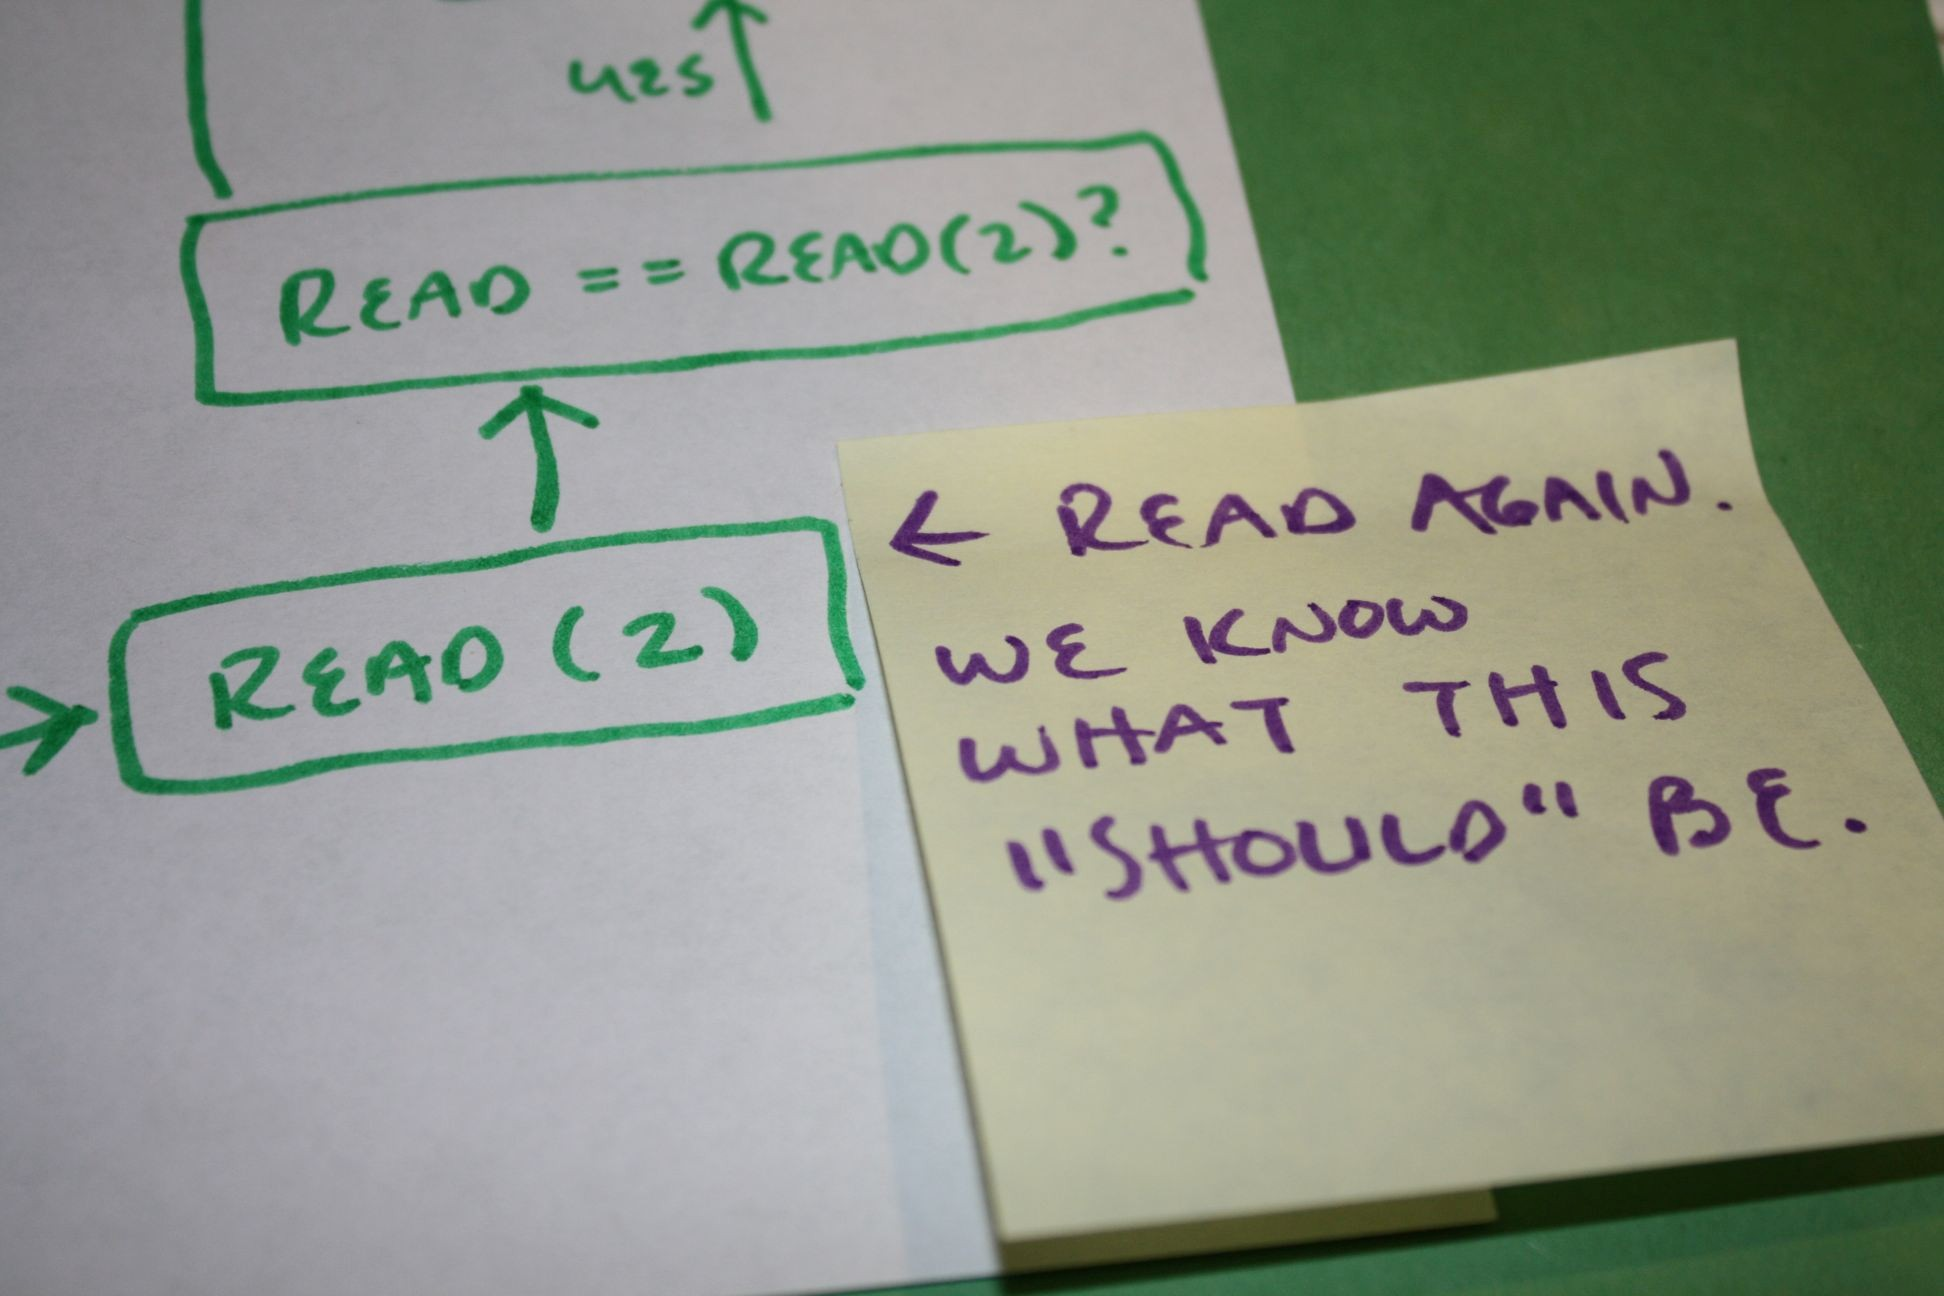 yes
READ == READ(2)?
READ (2)
← READ AGAIN.
WE KNOW
WHAT THIS
"SHOULD" BE.